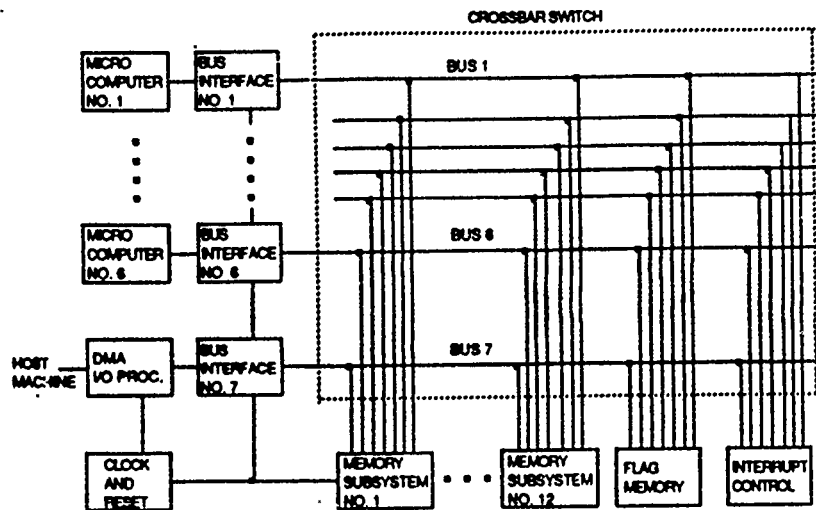 CROSSBAR SWITCH
MICRO
COMPUTER
NO. 1
BUS
INTERFACE
NO. 1
BUS 1
MICRO
COMPUTER
NO. 6
BUS
INTERFACE
NO. 6
BUS 6
HOST
MACHINE
DMA
I/O PROC.
BUS
INTERFACE
NO. 7
BUS 7
CLOCK
AND
RESET
MEMORY
SUBSYSTEM
NO. 1
MEMORY
SUBSYSTEM
NO. 12
FLAG
MEMORY
INTERRUPT
CONTROL